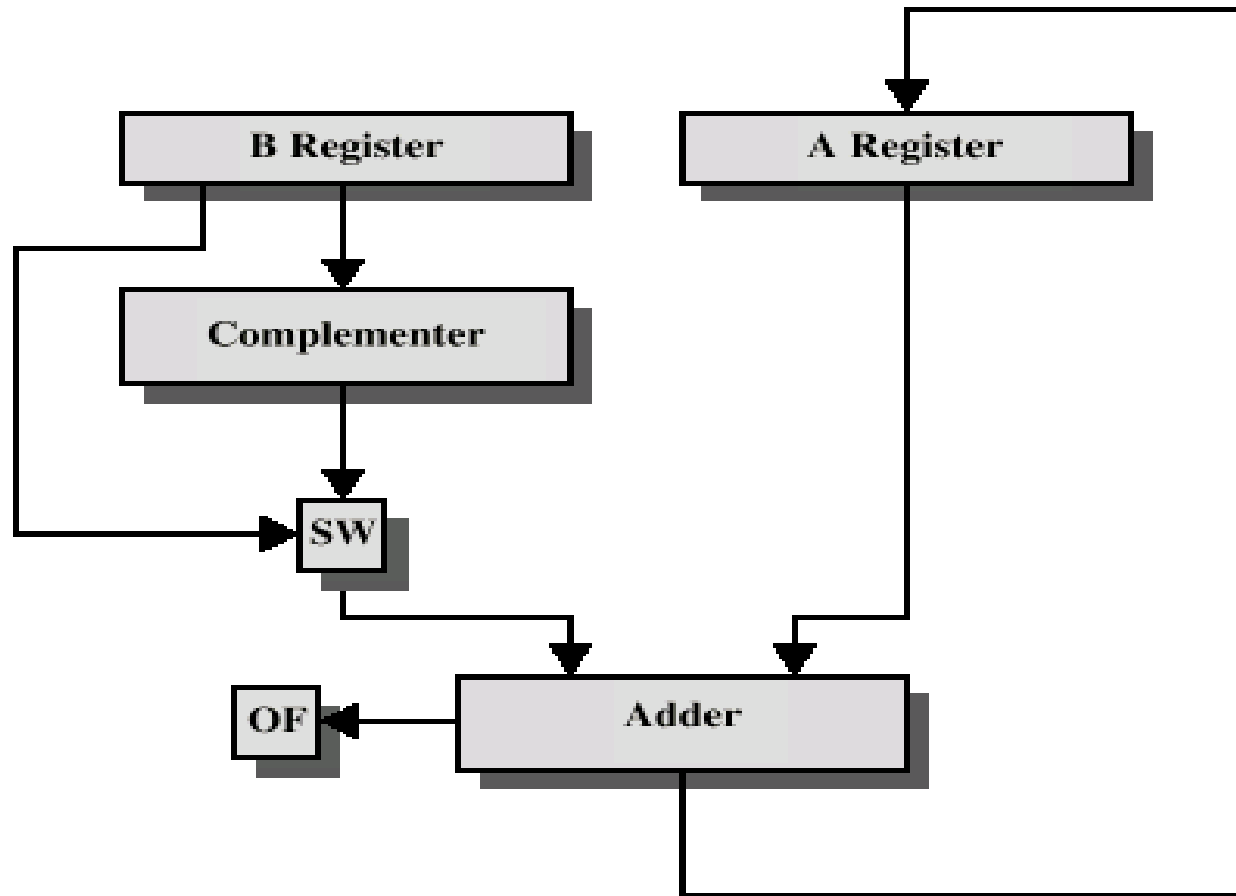 B Register
A Register
Complementer
SW
OF
Adder